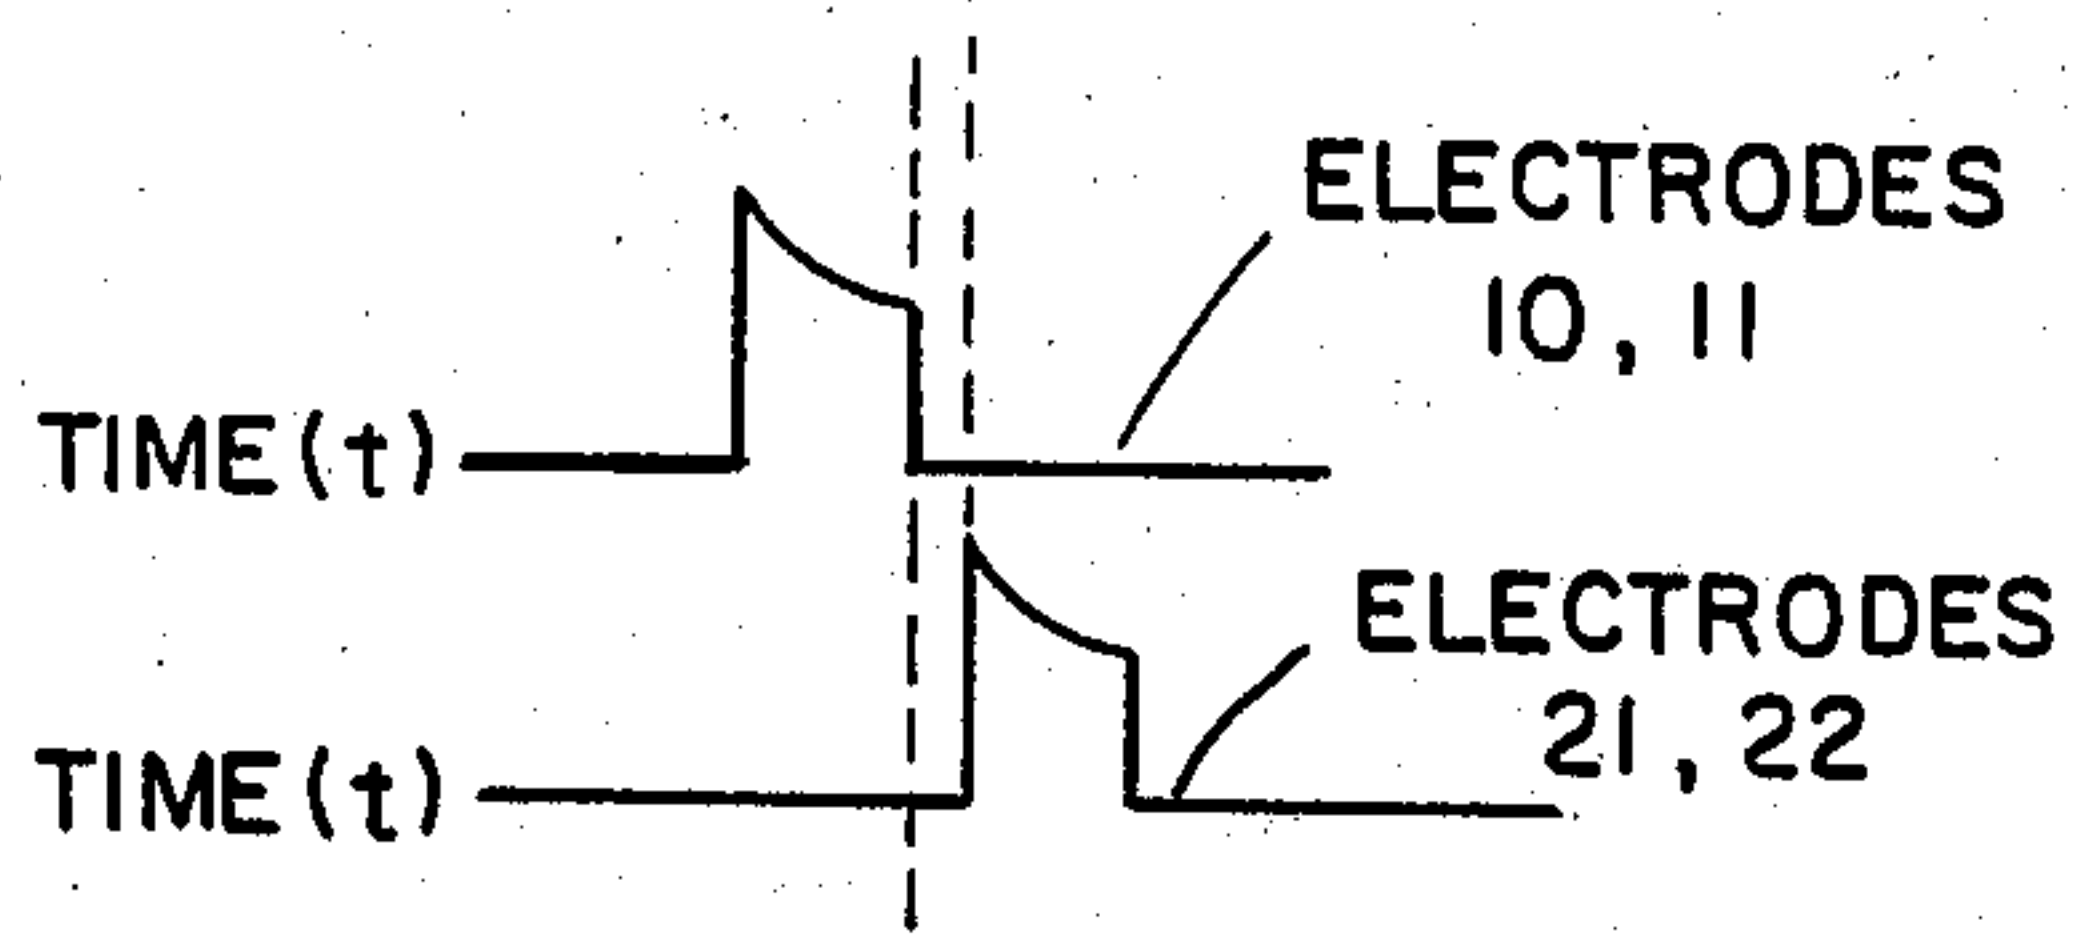 ELECTRODES
10, 11
TIME(t)
ELECTRODES
21, 22
TIME(t)